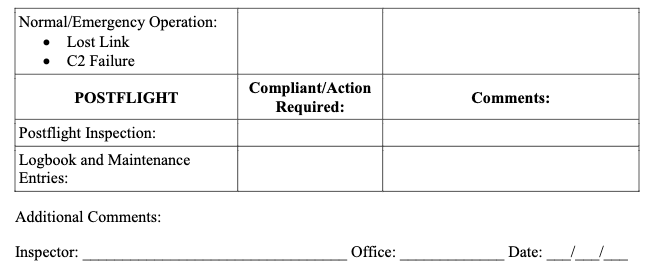 Normal/Emergency Operation:
• Lost Link
• C2 Failure
POSTFLIGHT
Compliant/Action
Required:
Comments:
Postflight Inspection:
Logbook and Maintenance
Entries:
Additional Comments:
Inspector: _________________________________ Office: _____________ Date: ___/___/___